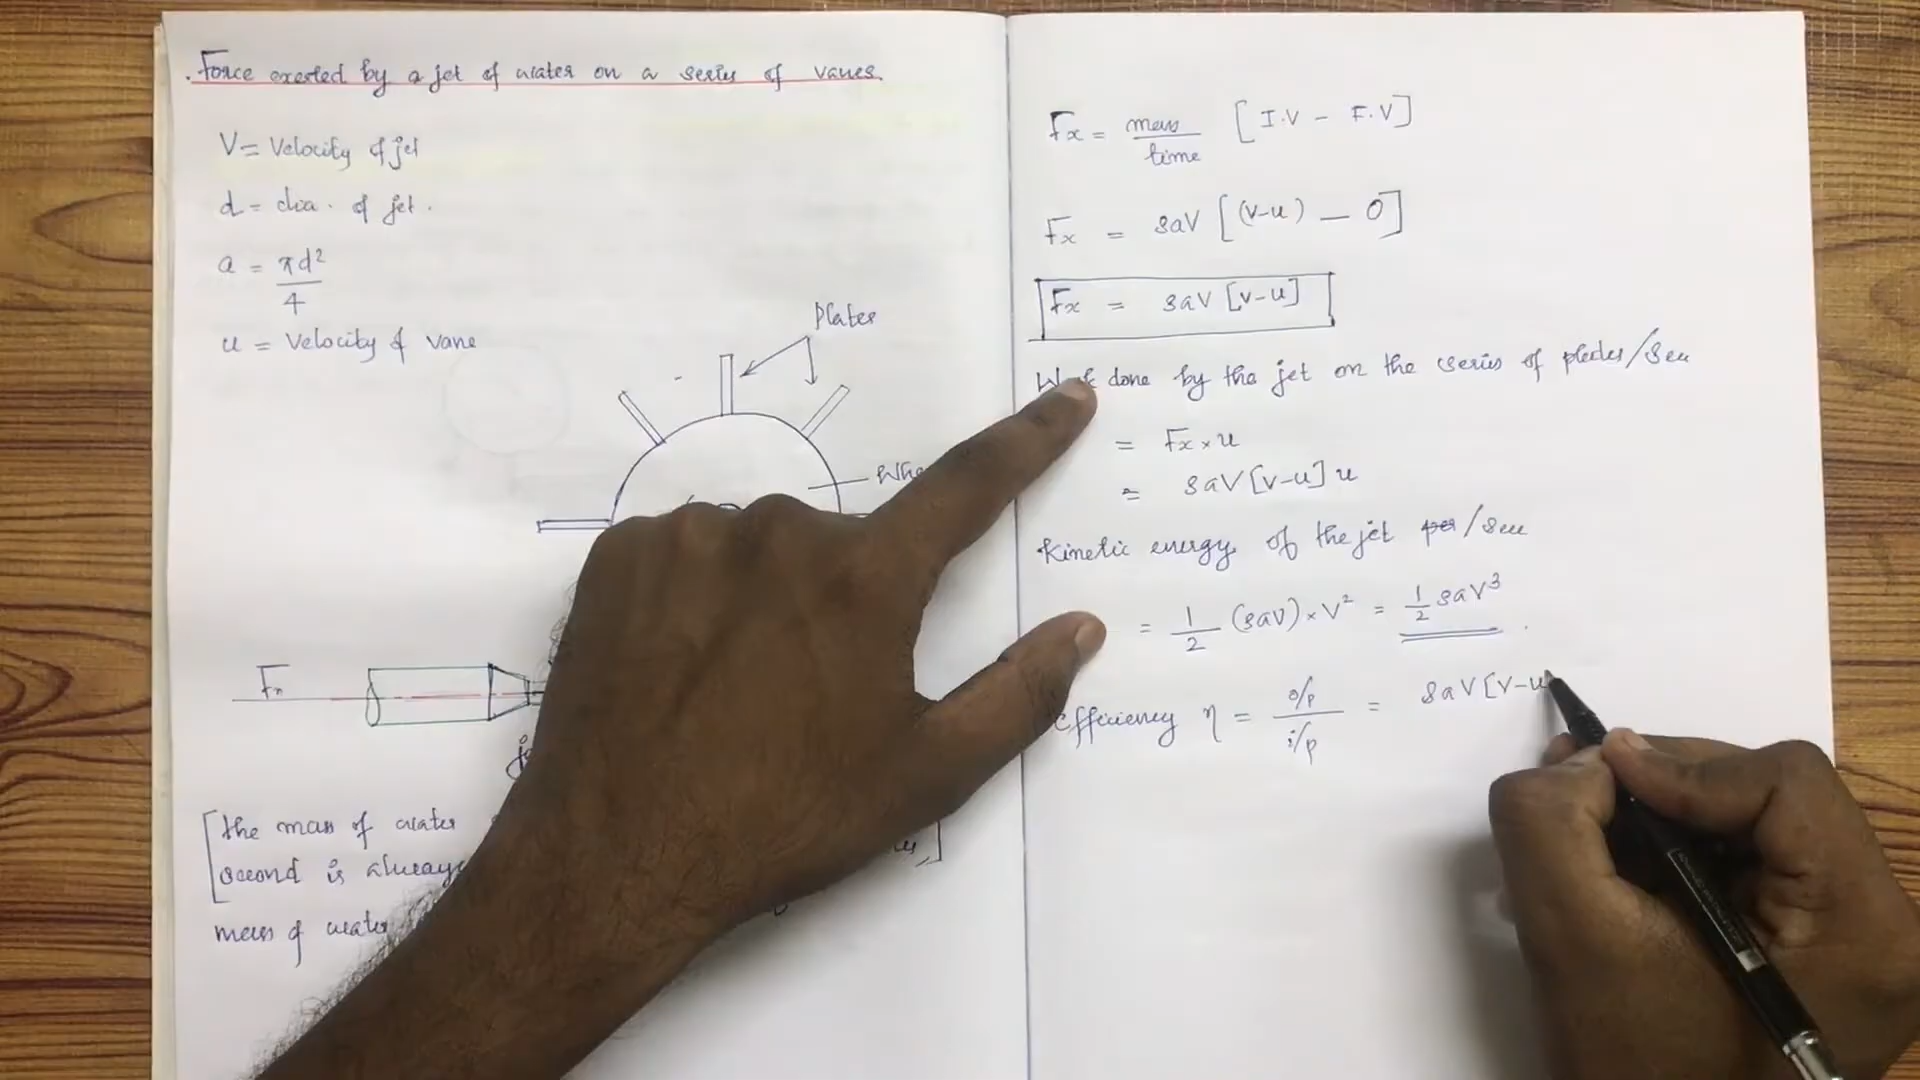 Force exerted by a jet of water on a series of vanes.
V = Velocity of jet
d = dia. of jet.
a = πd²/4
u = Velocity of vane
Plates
the mass of water
second is always
mass of water
Fx = mass/time [I.V - F.V]
Fx = ρaV [(V-u) - 0]
Fx = ρaV [V-u]
Work done by the jet on the series of plates/sec
= Fx × u
= ρaV [V-u] u
Kinetic energy of the jet per/sec
= 1/2 (ρaV) × V² = 1/2 ρaV³
Efficiency η = o/p / i/p = ρaV [V-u